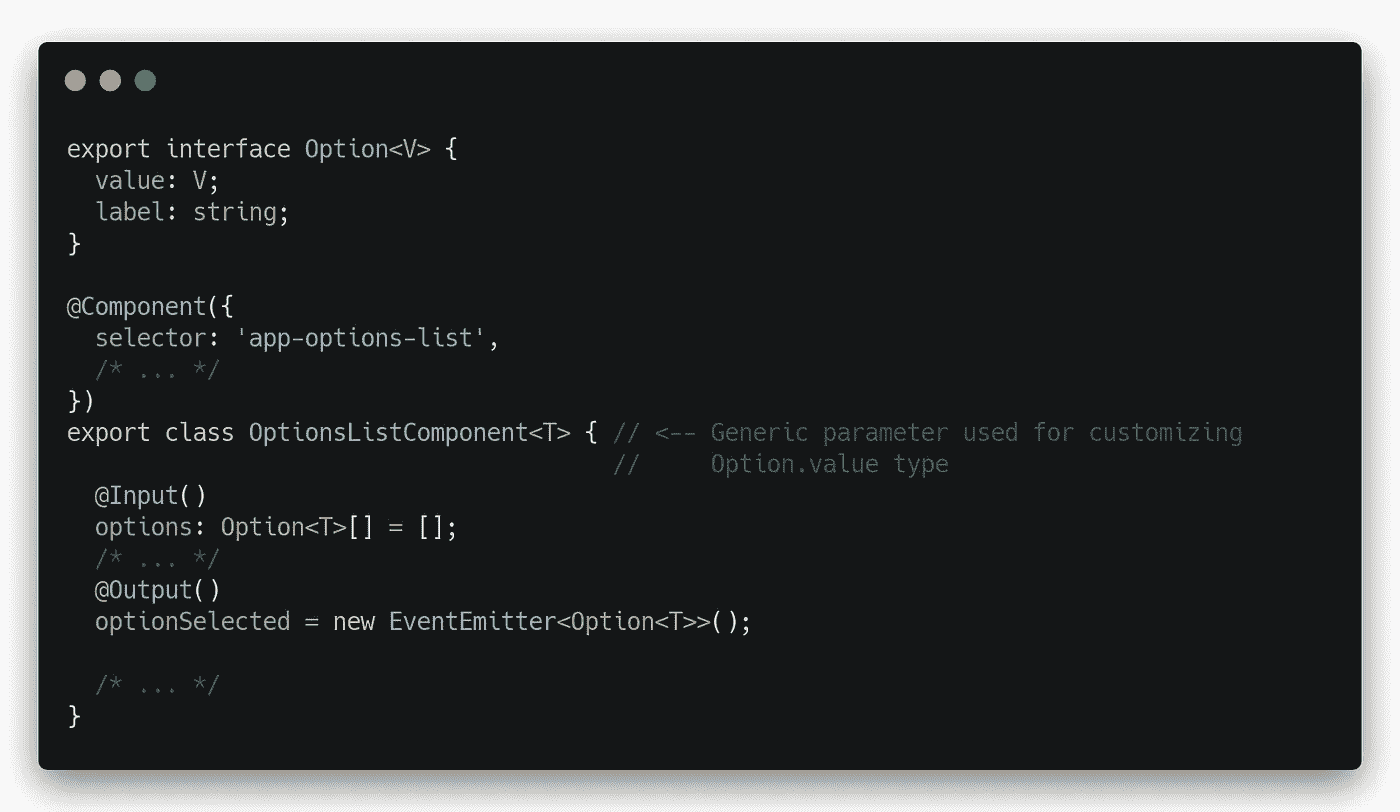 export interface Option<V> {
  value: V;
  label: string;
}
@Component({
  selector: 'app-options-list',
  /* ... */
})
export class OptionsListComponent<T> { // <-- Generic parameter used for customizing
                                       //     Option.value type
  @Input()
  options: Option<T>[] = [];
  /* ... */
  @Output()
  optionSelected = new EventEmitter<Option<T>>();
  /* ... */
}